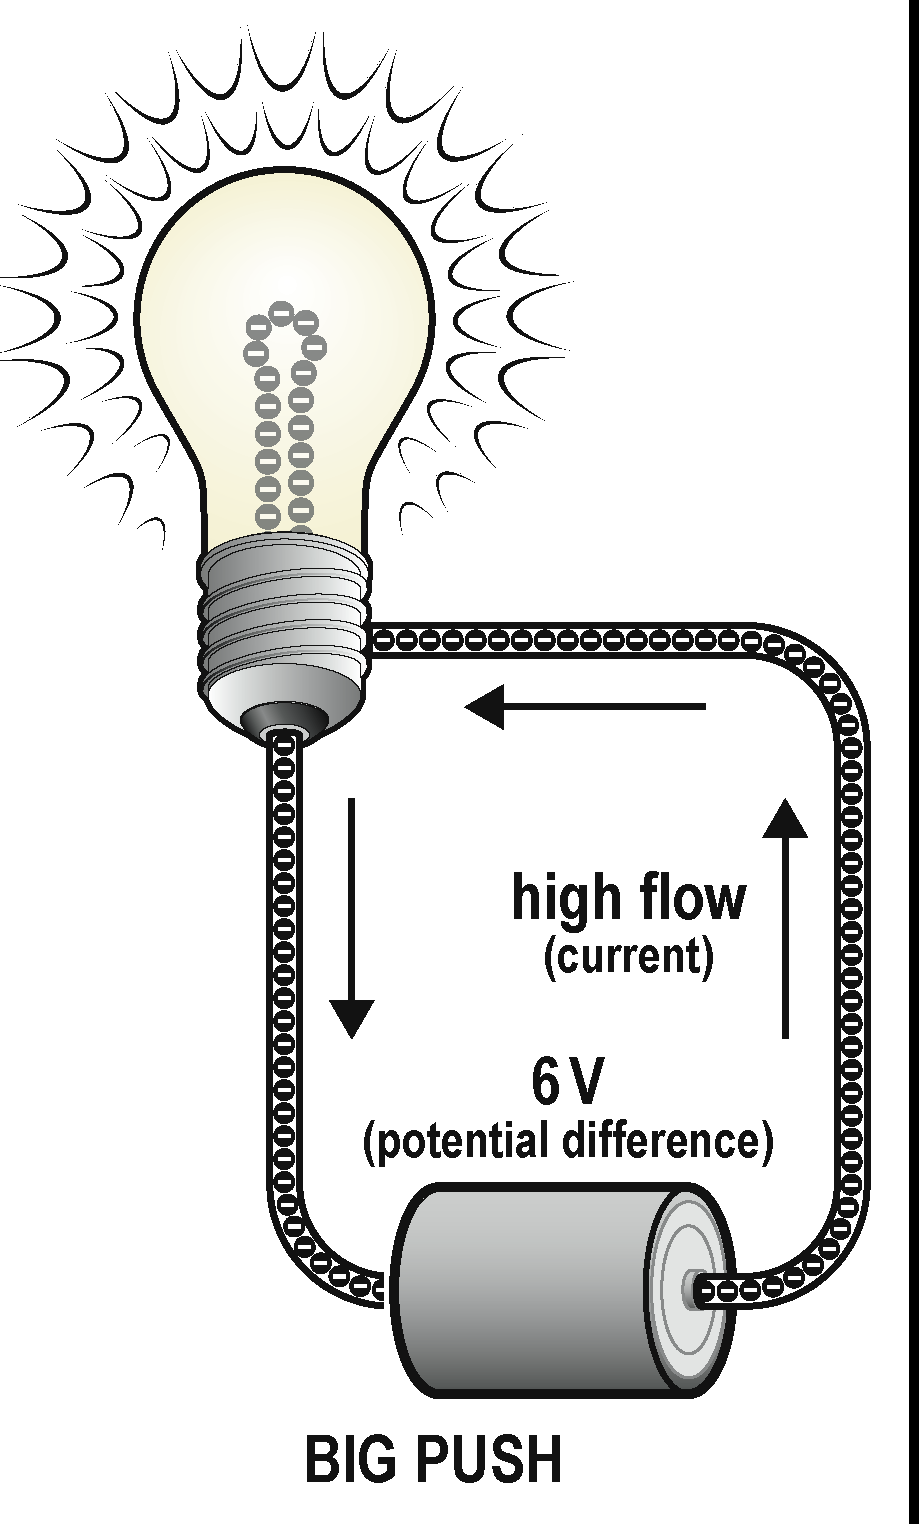 high flow
(current)
6 V
(potential difference)
BIG PUSH